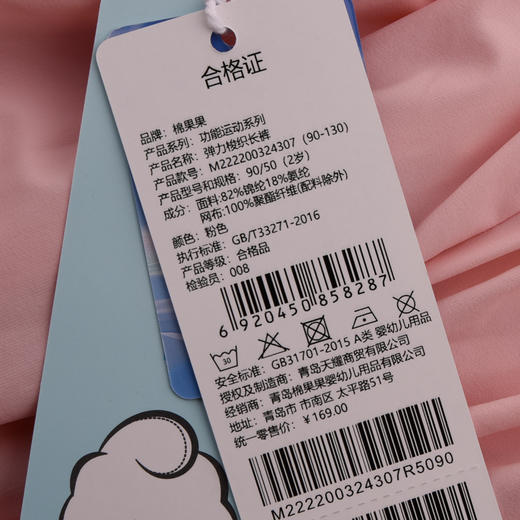 合格证
品牌：棉果果
产品系列：功能运动系列
产品名称：弹力梭织长裤
产品款号：M222200324307 (90-130)
产品型号和规格：90/50 (2岁)
成分：面料:82%锦纶18%氨纶
网布:100%聚酯纤维(配料除外)
颜色：粉色
执行标准：GB/T33271-2016
产品等级：合格品
检验员：008
6920450858287
30
安全标准：GB31701-2015 A类 婴幼儿用品
授权及制造商：青岛天耀商贸有限公司
经销商：青岛棉果果婴幼儿用品有限公司
地址：青岛市 市南区 太平路51号
统一零售价：￥169.00
M222200324307R5090